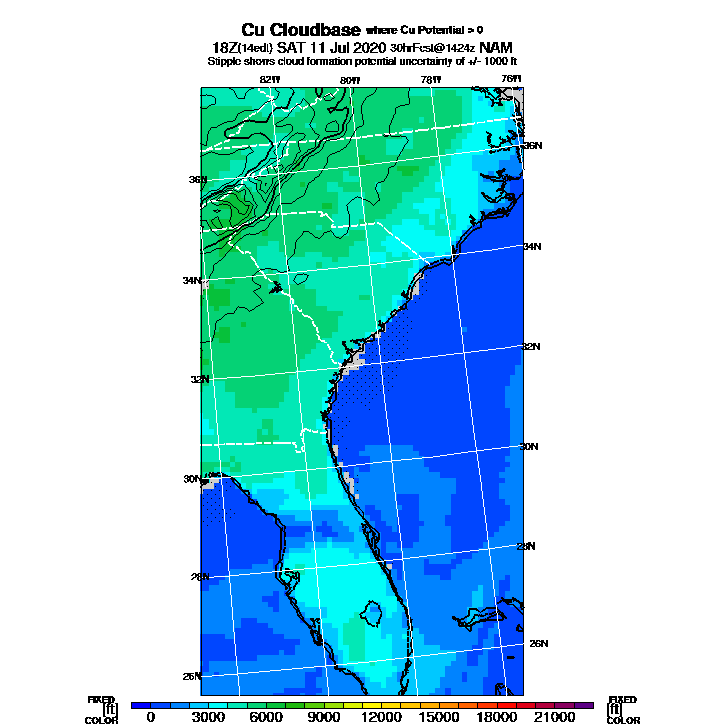 Cu Cloudbase where Cu Potential > 0
18Z(14edt) SAT 11 Jul 2020 30hrFcst@1424z NAM
Stipple shows cloud formation potential uncertainty of +/- 1000 ft
82W 80W 78W 76W
36N
36N
34N
34N
32N
32N
30N
30N
28N
28N
26N
26N
FIXED FIXED
[ft] [ft]
COLOR COLOR
0 3000 6000 9000 12000 15000 18000 21000